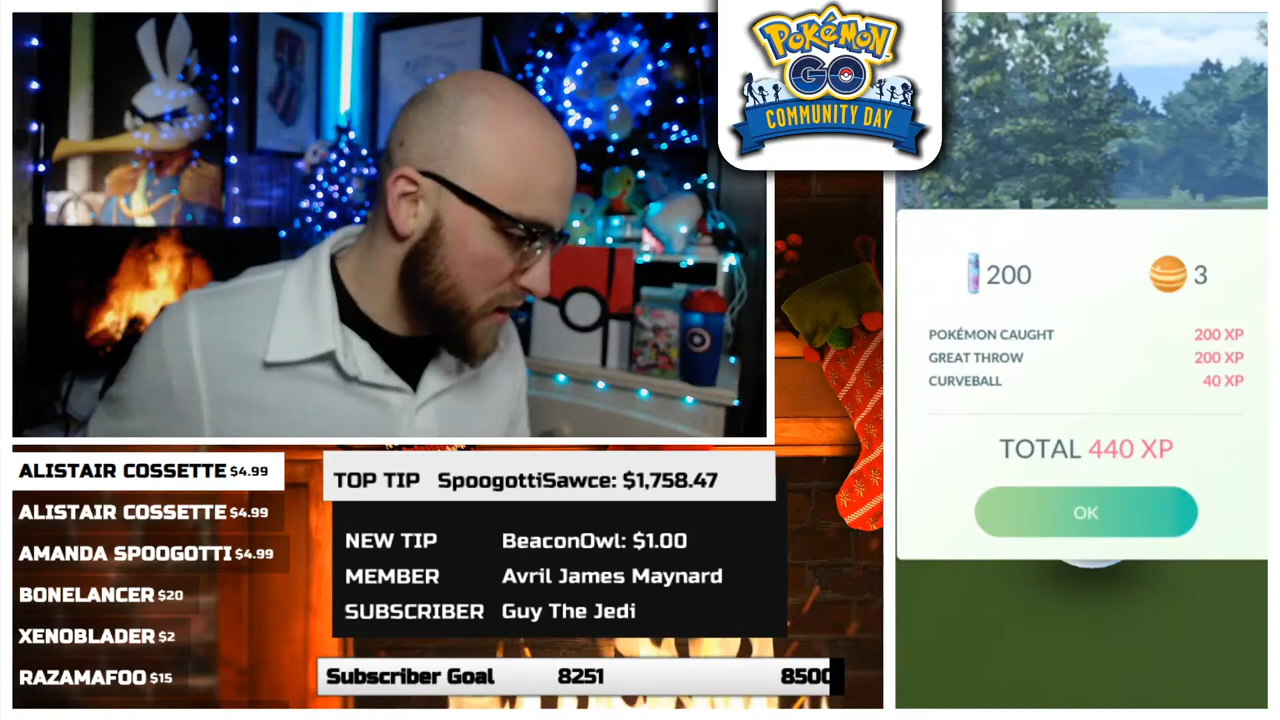 POKÉMON
GO
COMMUNITY DAY
200
3
POKÉMON CAUGHT 200 XP
GREAT THROW 200 XP
CURVEBALL 40 XP
TOTAL 440 XP
OK
ALISTAIR COSSETTE $4.99
ALISTAIR COSSETTE $4.99
AMANDA SPOOGOTTI $4.99
BONELANCER $20
XENOBLADER $2
RAZAMAFOO $15
TOP TIP SpoogottiSawce: $1,758.47
NEW TIP BeaconOwl: $1.00
MEMBER Avril James Maynard
SUBSCRIBER Guy The Jedi
Subscriber Goal 8251 8500